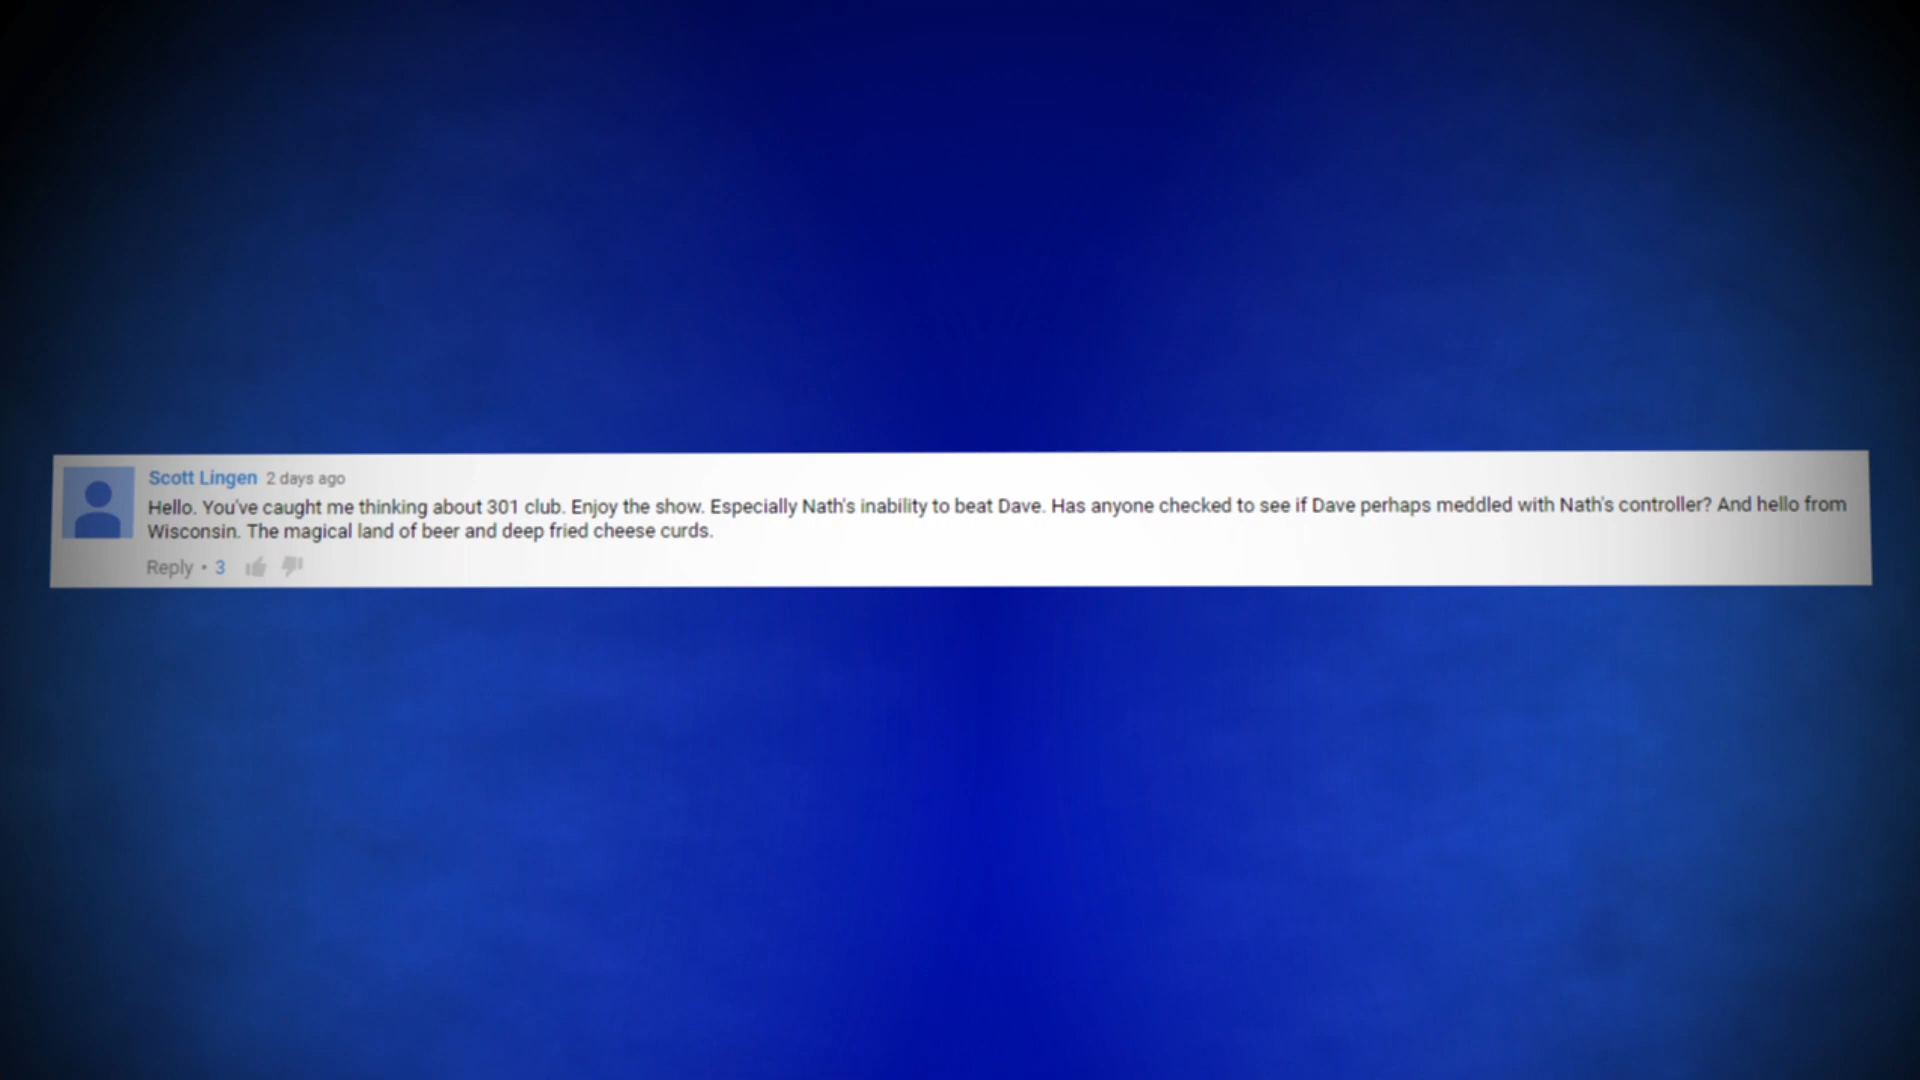 Scott Lingen 2 days ago
Hello. You've caught me thinking about 301 club. Enjoy the show. Especially Nath's inability to beat Dave. Has anyone checked to see if Dave perhaps meddled with Nath's controller? And hello from
Wisconsin. The magical land of beer and deep fried cheese curds.
Reply • 3